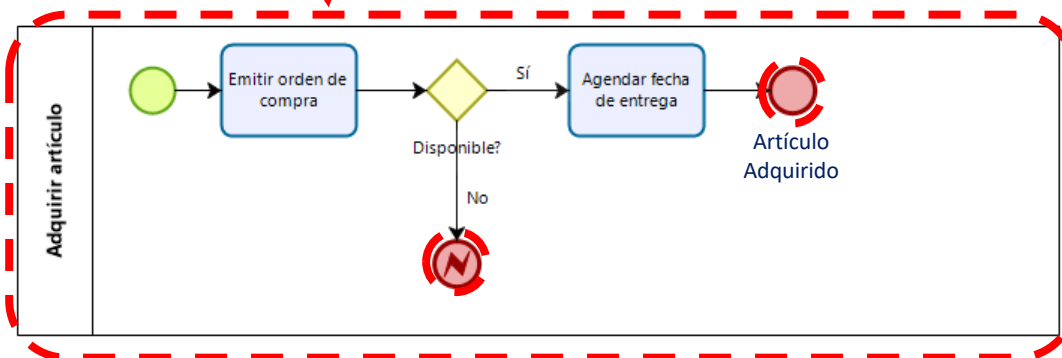 Adquirir artículo
Emitir orden de
compra
Disponible?
Sí
No
Agendar fecha
de entrega
Artículo
Adquirido